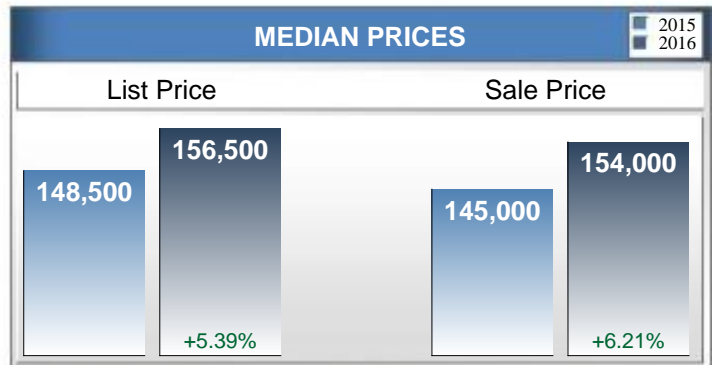 MEDIAN PRICES
2015
2016
List Price
Sale Price
148,500
156,500
+5.39%
145,000
154,000
+6.21%